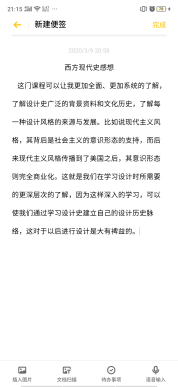 21:15
74
新建便签
完成
2020/3/9 20:58
西方现代史感想
这门课程可以让我更加全面、更加系统的了解，
了解设计史广泛的背景资料和文化历史，了解每
一种设计风格的来源与发展。比如说现代主义风
格，其背后是社会主义的意识形态的支持，而后
来现代主义风格传播到了美国之后，其意识形态
则完全商业化。这就是我们在学习设计时所需要
的更深层次的了解，因为这样深入的学习，可以
使我们通过学习设计史建立自己的设计历史脉
络，这对于以后进行设计是大有裨益的。
插入图片
文档扫描
待办事项
语音输入